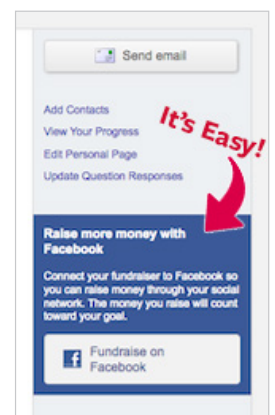 Send email
Add Contacts
It's Easy!
View Your Progress
Edit Personal Page
Update Question Responses
Raise more money with
Facebook
Connect your fundraiser to Facebook so
you can raise money through your social
network. The money you raise will count
toward your goal.
f
Fundraise on
Facebook